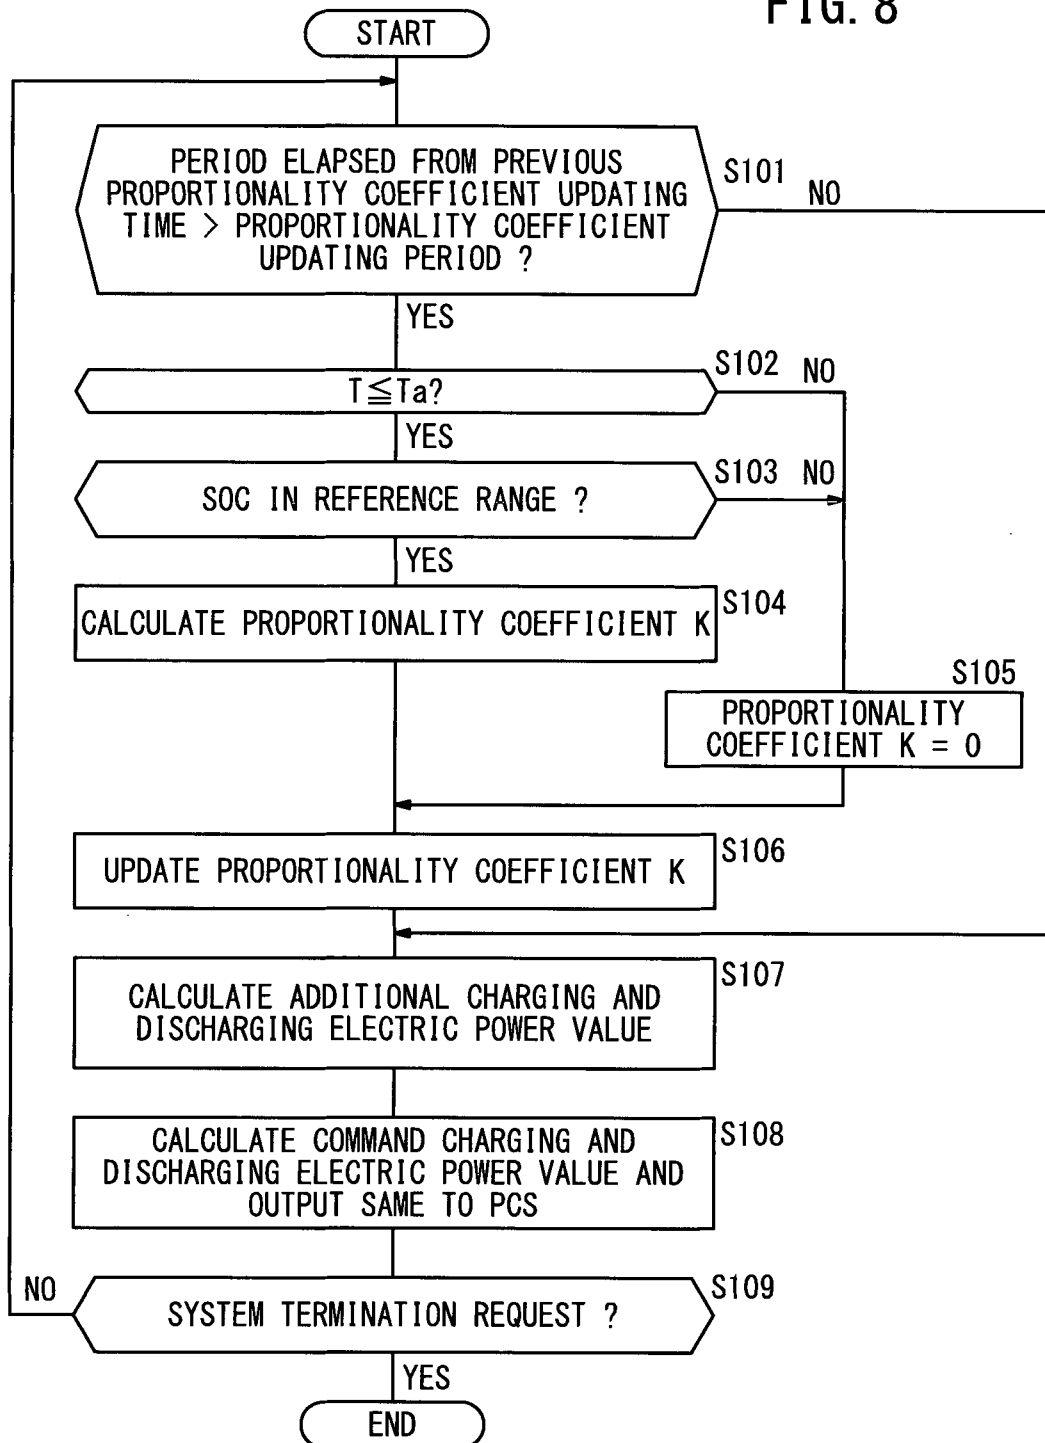 FIG. 8
START
PERIOD ELAPSED FROM PREVIOUS
PROPORTIONALITY COEFFICIENT UPDATING
TIME > PROPORTIONALITY COEFFICIENT
UPDATING PERIOD ?
S101
NO
YES
T≦Ta?
S102
NO
YES
SOC IN REFERENCE RANGE ?
S103
NO
YES
CALCULATE PROPORTIONALITY COEFFICIENT K
S104
S105
PROPORTIONALITY
COEFFICIENT K = 0
UPDATE PROPORTIONALITY COEFFICIENT K
S106
CALCULATE ADDITIONAL CHARGING AND
DISCHARGING ELECTRIC POWER VALUE
S107
CALCULATE COMMAND CHARGING AND
DISCHARGING ELECTRIC POWER VALUE AND
OUTPUT SAME TO PCS
S108
NO
SYSTEM TERMINATION REQUEST ?
S109
YES
END